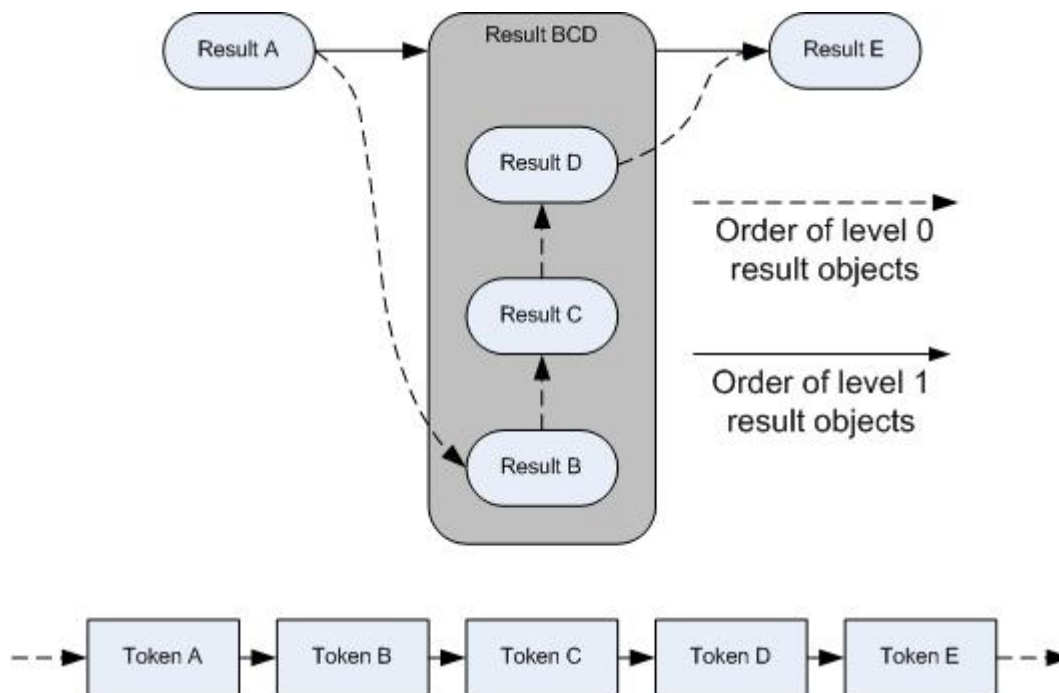 Result A
Result BCD
Result E
Result D
Order of level 0
result objects
Result C
Order of level 1
result objects
Result B
Token A
Token B
Token C
Token D
Token E